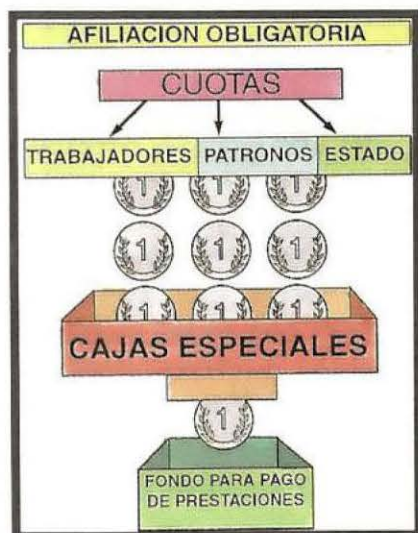 AFILIACION OBLIGATORIA
CUOTAS
TRABAJADORES PATRONOS ESTADO
1 1 1
1 1 1
1 1 1
CAJAS ESPECIALES
1
FONDO PARA PAGO
DE PRESTACIONES